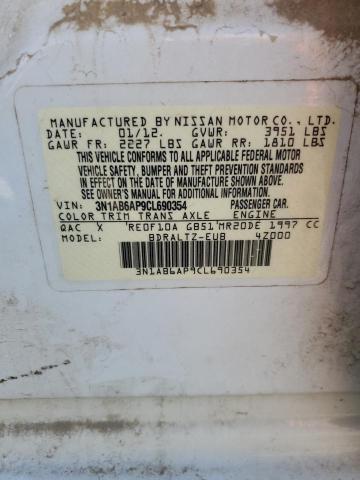 MANUFACTURED BY NISSAN MOTOR CO., LTD.
DATE: 01/12. GVWR: 3951 LBS
GAWR FR: 2227 LBS GAWR RR: 1810 LBS
THIS VEHICLE CONFORMS TO ALL APPLICABLE FEDERAL MOTOR
VEHICLE SAFETY, BUMPER AND THEFT PREVENTION STANDARDS
IN EFFECT ON THE DATE OF MANUFACTURE SHOWN ABOVE.
SEE OWNER'S MANUAL FOR ADDITIONAL INFORMATION
VIN: 3N1AB6AP9CL690354 PASSENGER CAR.
COLOR TRIM TRANS AXLE ENGINE
QAC X RE0F10A GB51 MR20DE 1997 CC
MODEL: BDRALTZ-EUB 4Z000
3N1AB6AP9CL690354